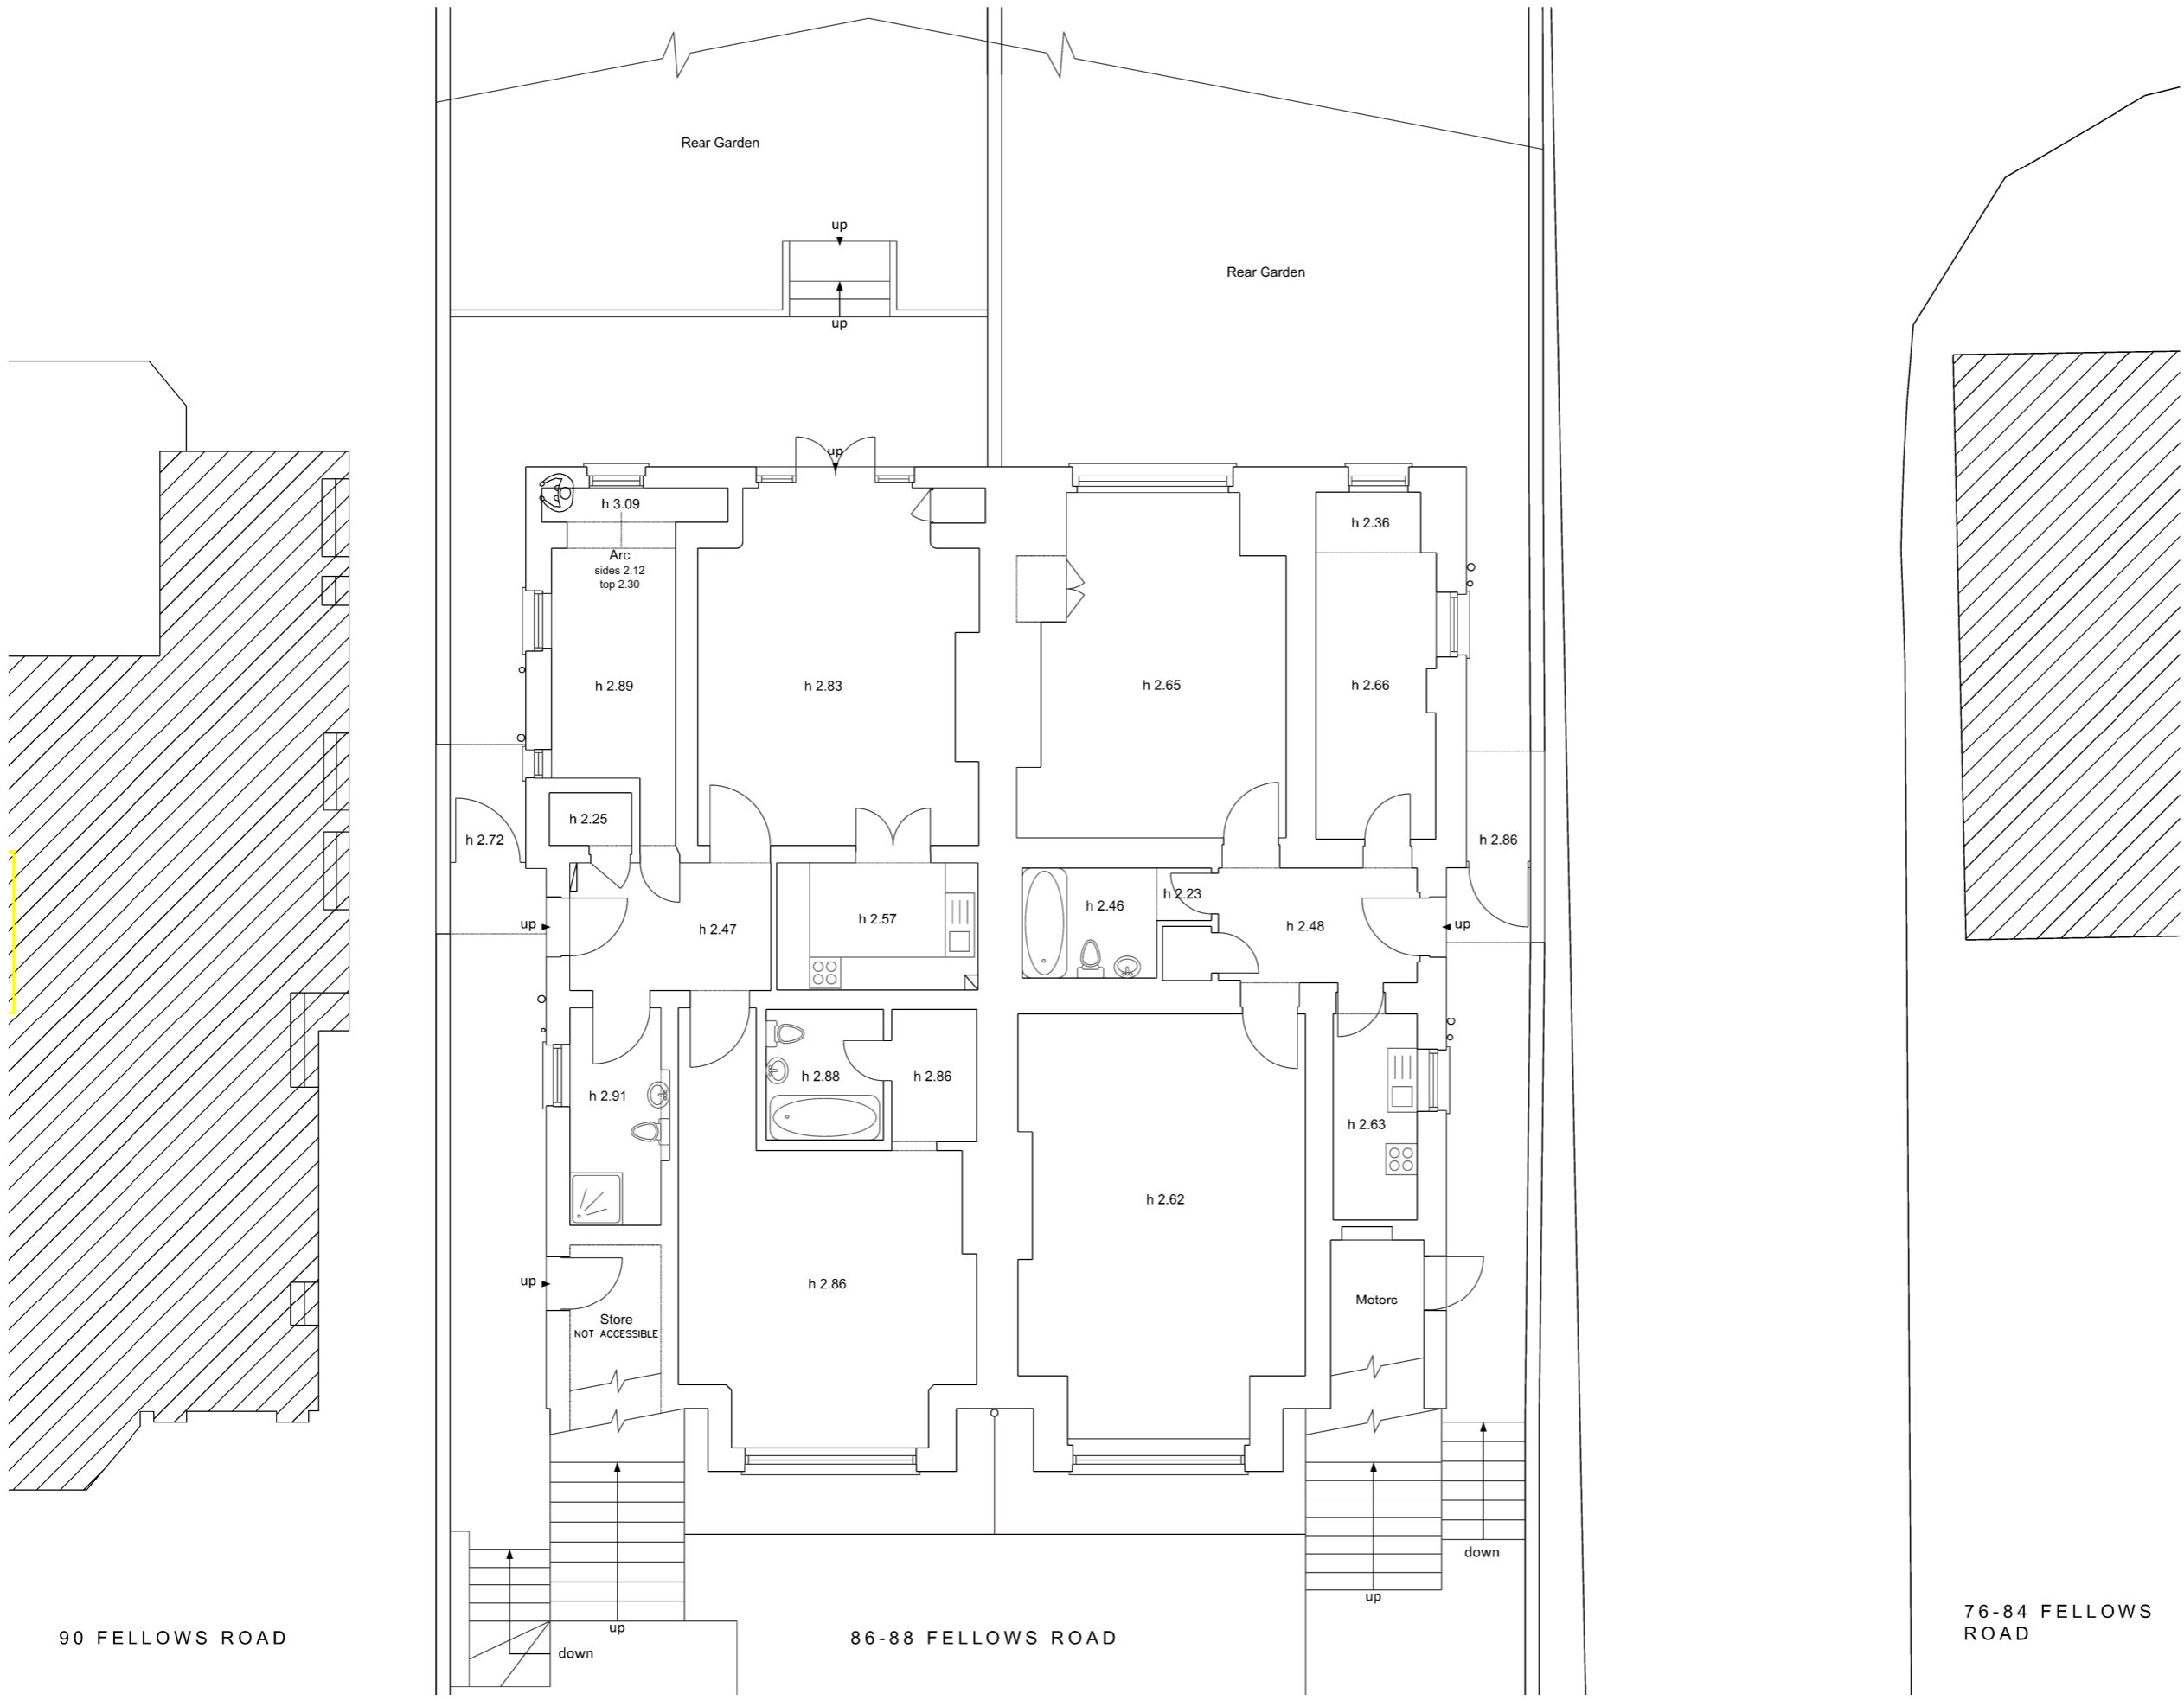 Rear Garden
up
Rear Garden
up
up
h 3.09
h 2.36
Arc
sides 2.12
top 2.30
h 2.89
h 2.83
h 2.65
h 2.66
h 2.25
h 2.72
h 2.86
h 2.23
h 2.46
h 2.57
up
h 2.47
h 2.48
up
h 2.88
h 2.86
h 2.91
h 2.63
h 2.62
up
h 2.86
Meters
Store
NOT ACCESSIBLE
down
up
up
down
90 FELLOWS ROAD
86-88 FELLOWS ROAD
76-84 FELLOWS
ROAD